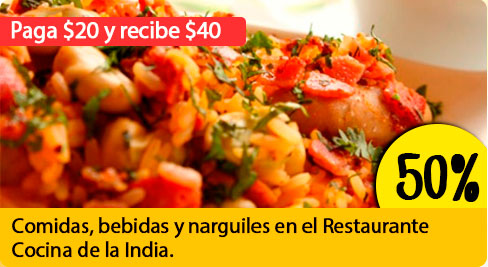 Paga $20 y recibe $40
50%
Comidas, bebidas y narguiles en el Restaurante
Cocina de la India.